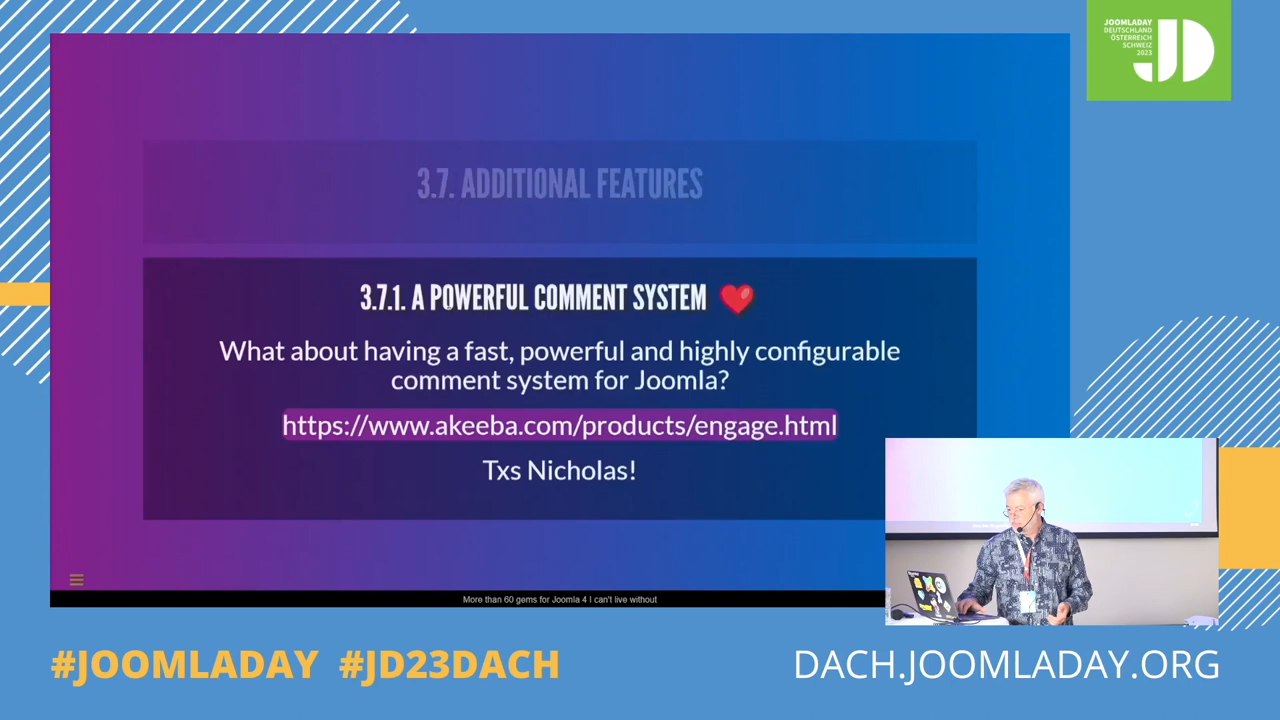 JOOMLADAY
DEUTSCHLAND
ÖSTERREICH
SCHWEIZ
2023
JD
3.7. ADDITIONAL FEATURES
3.7.1. A POWERFUL COMMENT SYSTEM
What about having a fast, powerful and highly configurable
comment system for Joomla?
https://www.akeeba.com/products/engage.html
Txs Nicholas!
More than 60 gems for Joomla 4 I can't live without
#JOOMLADAY #JD23DACH
DACH.JOOMLADAY.ORG